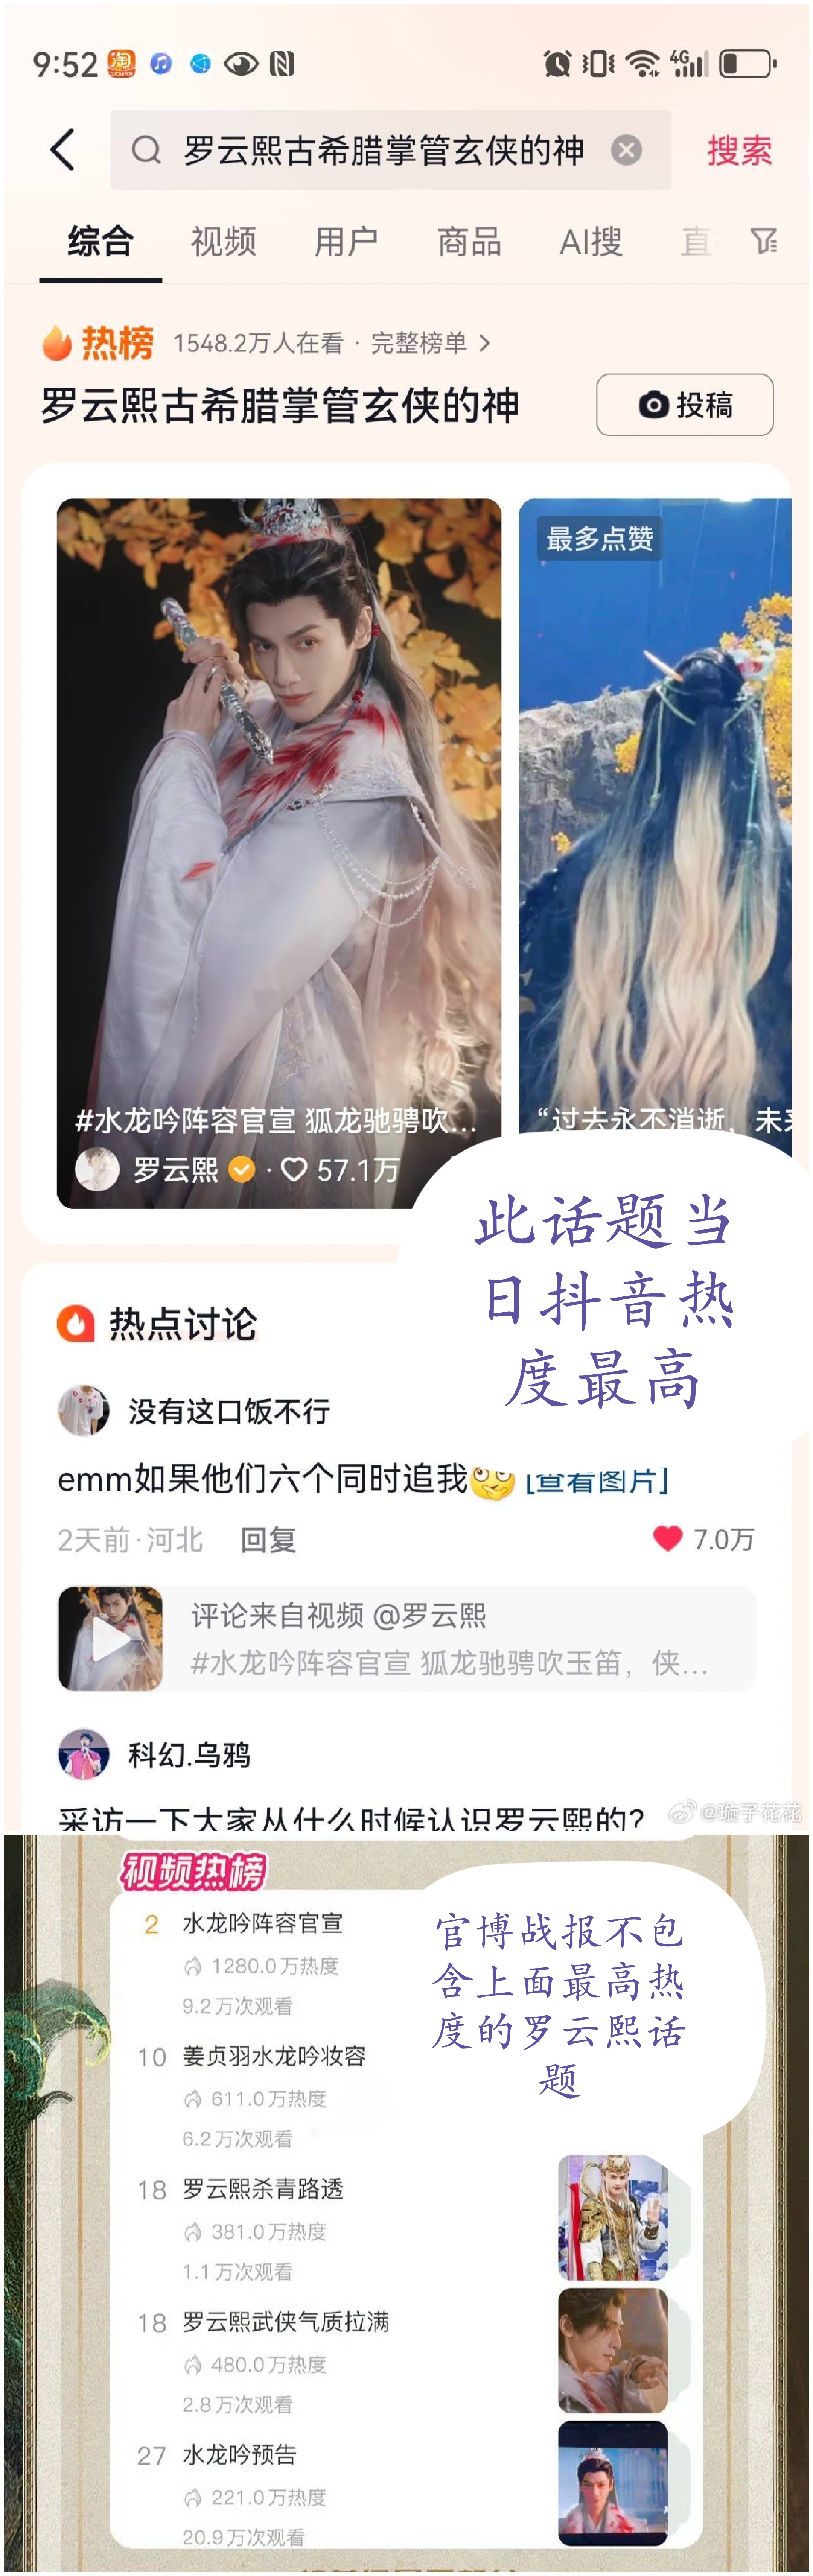 9:52
淘
4G
罗云熙古希腊掌管玄侠的神
搜索
综合 视频 用户 商品 AI搜 直
热榜 1548.2万人在看 · 完整榜单
罗云熙古希腊掌管玄侠的神
投稿
最多点赞
#水龙吟阵容官宣 狐龙驰骋吹...
罗云熙 · 57.1万
“过去永不消逝，未来
此话题当
日抖音热
度最高
热点讨论
没有这口饭不行
emm如果他们六个同时追我 [查看图片]
2天前·河北 回复 7.0万
评论来自视频 @罗云熙
#水龙吟阵容官宣 狐龙驰骋吹玉笛，侠...
科幻.乌鸦
采访一下大家从什么时候认识罗云熙的?
@璇子花花
视频热榜
官博战报不包
含上面最高热
度的罗云熙话
题
2 水龙吟阵容官宣
1280.0万热度
9.2万次观看
10 姜贞羽水龙吟妆容
611.0万热度
6.2万次观看
18 罗云熙杀青路透
381.0万热度
1.1万次观看
18 罗云熙武侠气质拉满
480.0万热度
2.8万次观看
27 水龙吟预告
221.0万热度
20.9万次观看